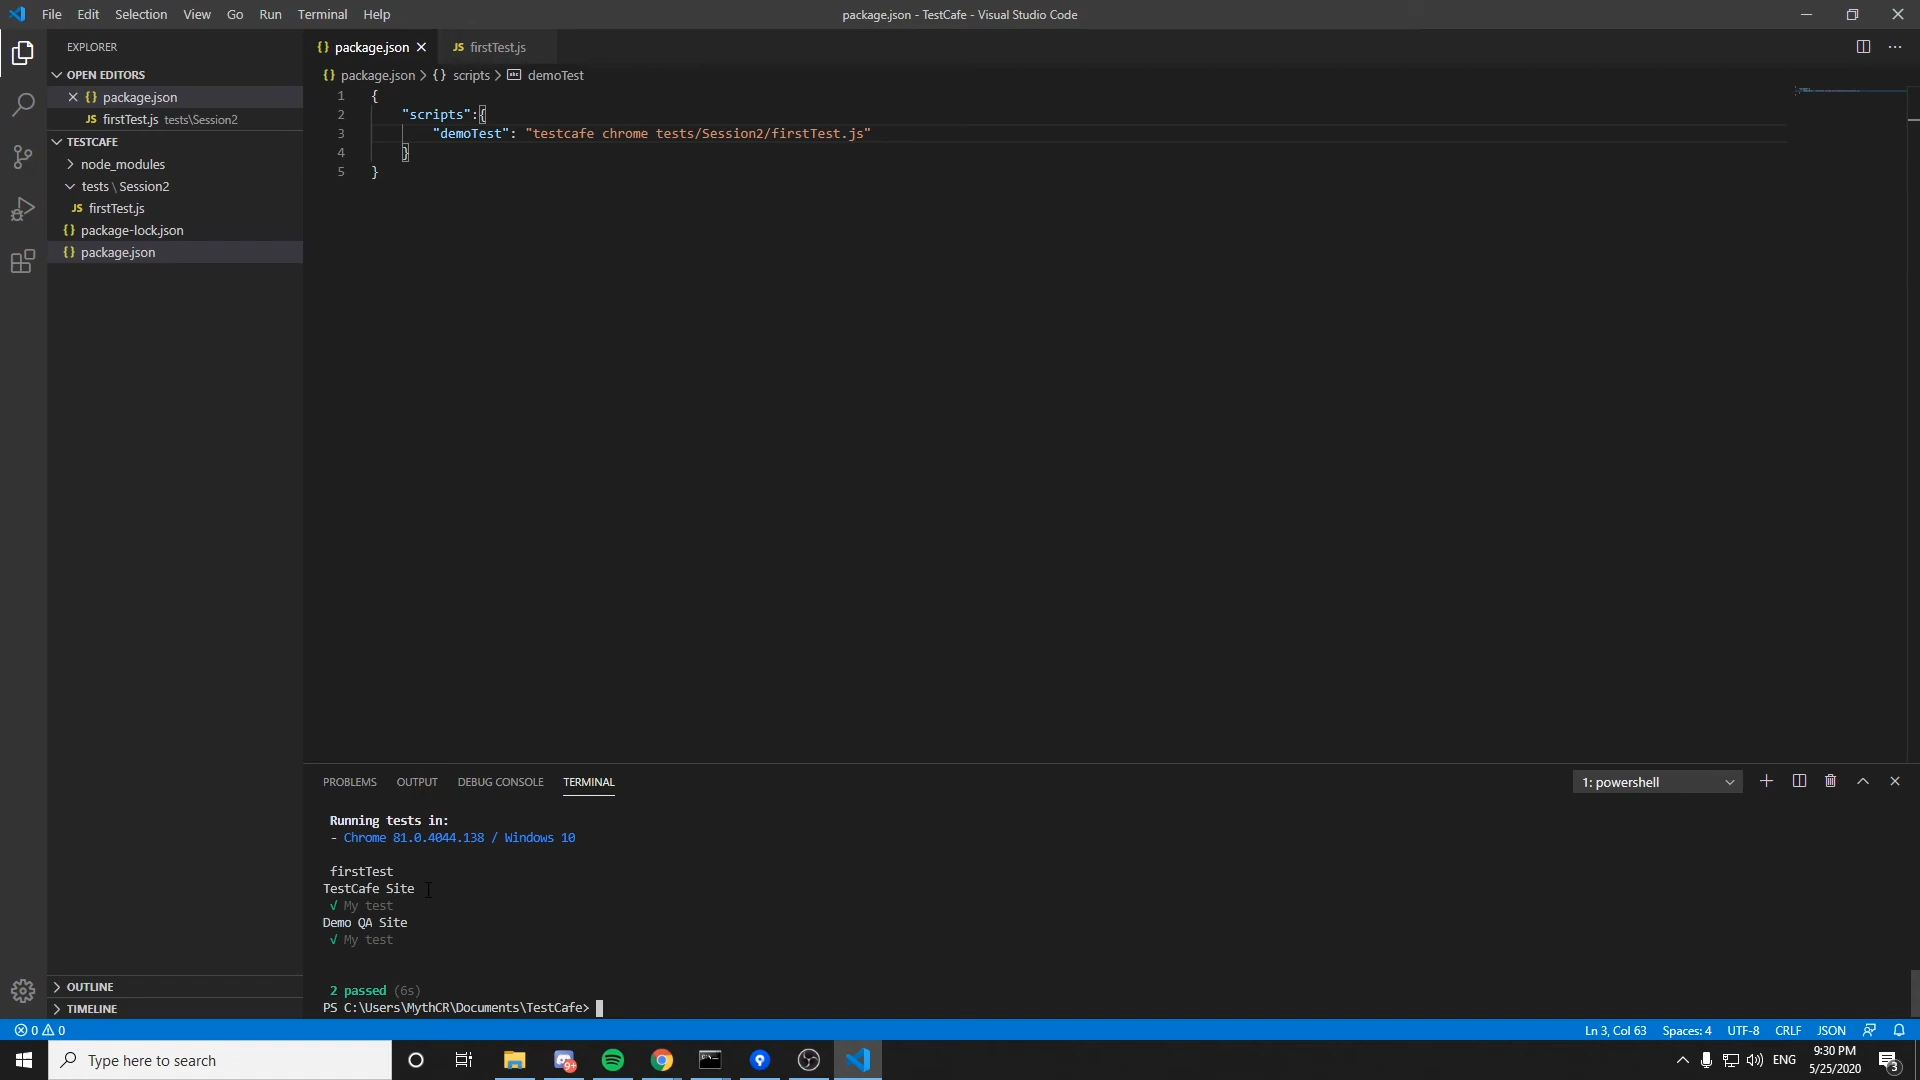 File Edit Selection View Go Run Terminal Help
package.json - TestCafe - Visual Studio Code
EXPLORER
OPEN EDITORS
package.json
JS firstTest.js tests\Session2
TESTCAFE
node_modules
tests \ Session2
JS firstTest.js
{} package-lock.json
{} package.json
OUTLINE
TIMELINE
{} package.json
JS firstTest.js
{} package.json > {} scripts > abc demoTest
1 {
2 "scripts":{
3 "demoTest": "testcafe chrome tests/Session2/firstTest.js"
4 }
5 }
PROBLEMS OUTPUT DEBUG CONSOLE TERMINAL
1: powershell
Running tests in:
- Chrome 81.0.4044.138 / Windows 10
firstTest
TestCafe Site
√ My test
Demo QA Site
√ My test
2 passed (6s)
PS C:\Users\MythCR\Documents\TestCafe>
0 0
Ln 3, Col 63 Spaces: 4 UTF-8 CRLF JSON
Type here to search
9+
ENG
9:30 PM
5/25/2020
3